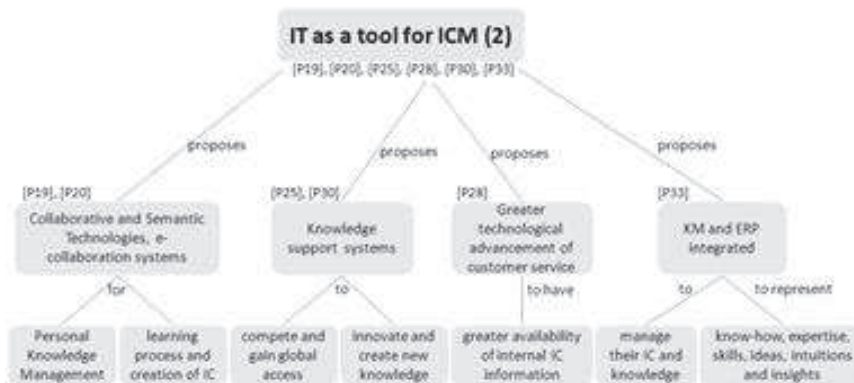 IT as a tool for ICM (2)
[P19], [P20], [P25], [P28], [P30], [P33]
proposes
proposes
proposes
proposes
[P19], [P20]
[P25], [P30]
[P28]
[P33]
Collaborative and Semantic
Technologies, e-
collaboration systems
Knowledge
support systems
Greater
technological
advancement of
customer service
KM and ERP
integrated
for
to
to have
to
to represent
Personal
Knowledge
Management
learning
process and
creation of IC
compete and
gain global
access
innovate and
create new
knowledge
greater availability
of internal IC
information
manage
their IC and
knowledge
know-how, expertise,
skills, ideas, intuitions
and insights